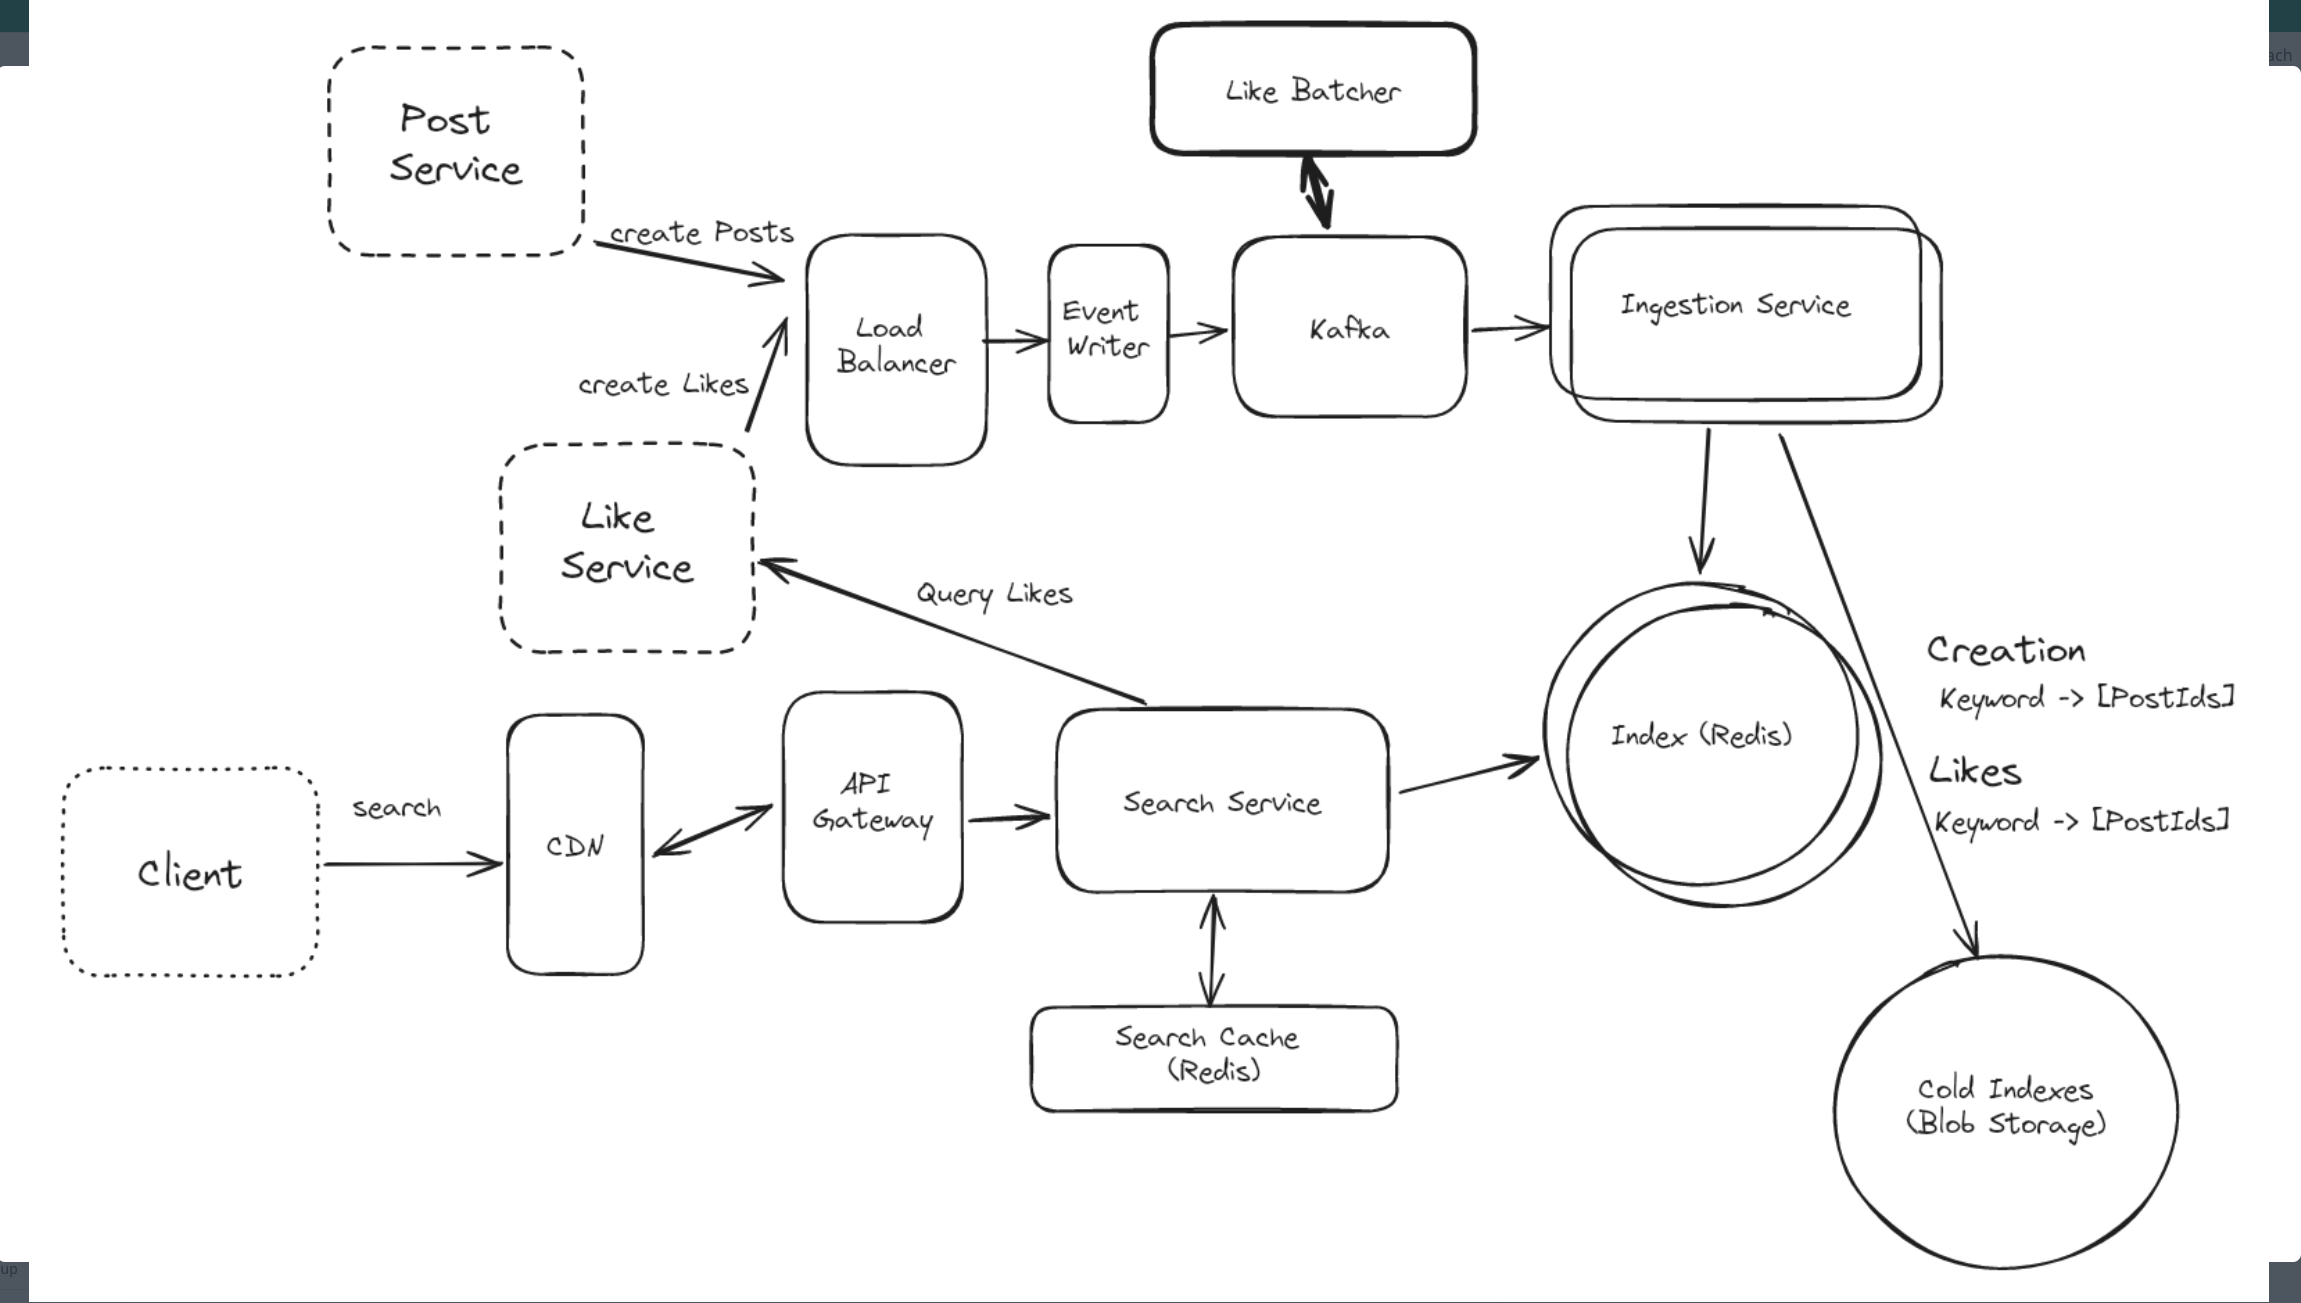 ach
Like Batcher
Post
Service
create Posts
Load
Balancer
Event
Writer
Kafka
Ingestion Service
create Likes
Like
Service
Query Likes
Creation
Keyword -> [PostIds]
Index (Redis)
Likes
Keyword -> [PostIds]
Client
search
CDN
API
Gateway
Search Service
Search Cache
(Redis)
Cold Indexes
(Blob Storage)
up